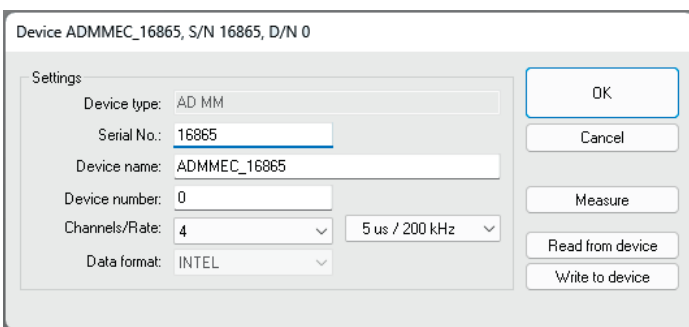 Device ADMMEC_16865, S/N 16865, D/N 0
Settings
Device type: AD MM
Serial No.: 16865
Device name: ADMMEC_16865
Device number: 0
Channels/Rate: 4 5 us / 200 kHz
Data format: INTEL
OK
Cancel
Measure
Read from device
Write to device